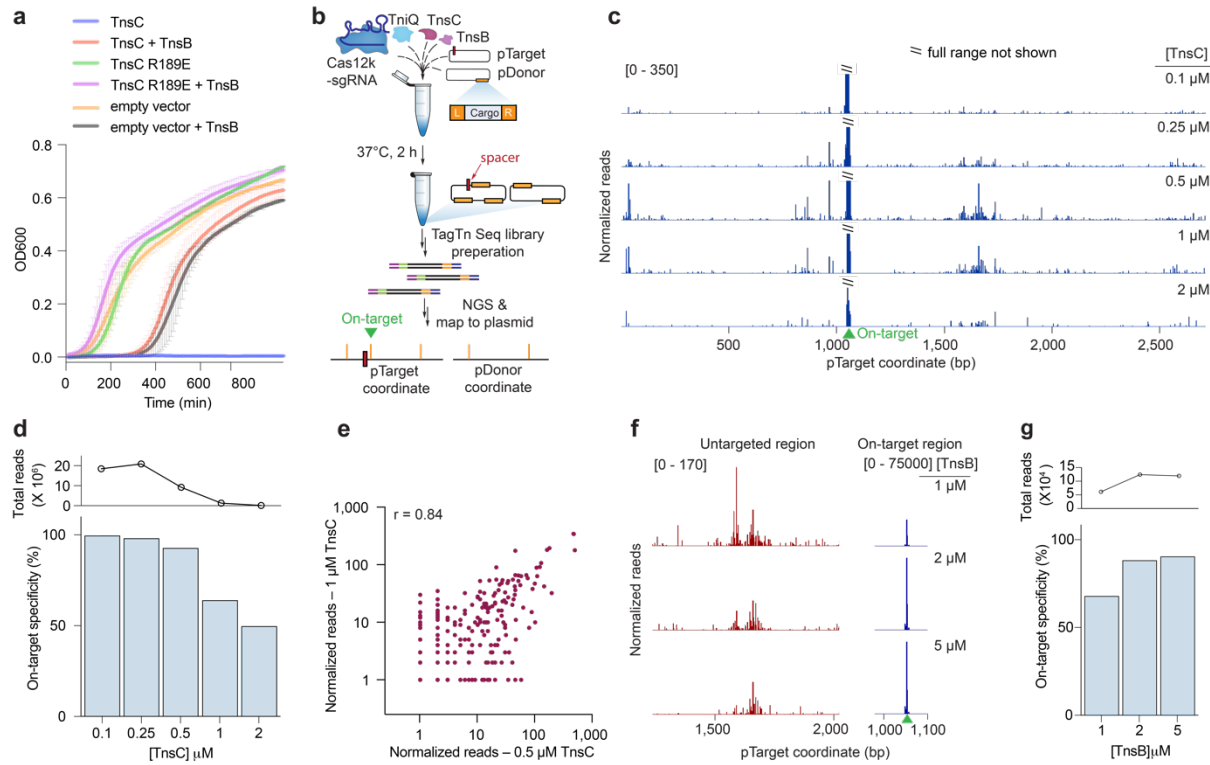 a
TnsC
TnsC + TnsB
TnsC R189E
TnsC R189E + TnsB
empty vector
empty vector + TnsB
0.8
0.6
0.4
0.2
0.0
OD600
0
200
400
600
800
Time (min)
b
TniQ
TnsC
TnsB
Cas12k
-sgRNA
pTarget
pDonor
L
Cargo
R
37°C, 2 h
spacer
TagTn Seq library
preperation
NGS &
map to plasmid
On-target
pTarget
coordinate
pDonor
coordinate
c
full range not shown
[0 - 350]
[TnsC]
0.1 µM
0.25 µM
0.5 µM
1 µM
2 µM
Normalized reads
500
1,000
1,500
2,000
2,500
On-target
pTarget coordinate (bp)
d
Total reads
(X 10⁶)
20
10
0
On-target specificity (%)
100
50
0
0.1
0.25
0.5
1
2
[TnsC] µM
e
r = 0.84
Normalized reads – 1 µM TnsC
1,000
100
10
1
1
10
100
1,000
Normalized reads – 0.5 µM TnsC
f
Untargeted region
On-target region
[0 - 170]
[0 - 75000]
[TnsB]
1 µM
2 µM
5 µM
Normalized raeds
1,500
2,000
1,000
1,100
pTarget coordinate (bp)
g
Total reads
(X10⁴)
15
10
5
0
On-target specificity (%)
100
50
0
1
2
5
[TnsB]µM